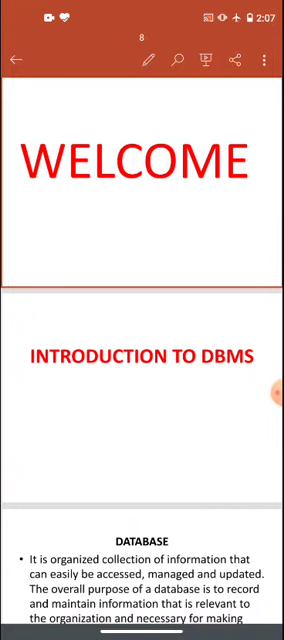 2:07
8
WELCOME
INTRODUCTION TO DBMS
DATABASE
• It is organized collection of information that
can easily be accessed, managed and updated.
The overall purpose of a database is to record
and maintain information that is relevant to
the organization and necessary for making